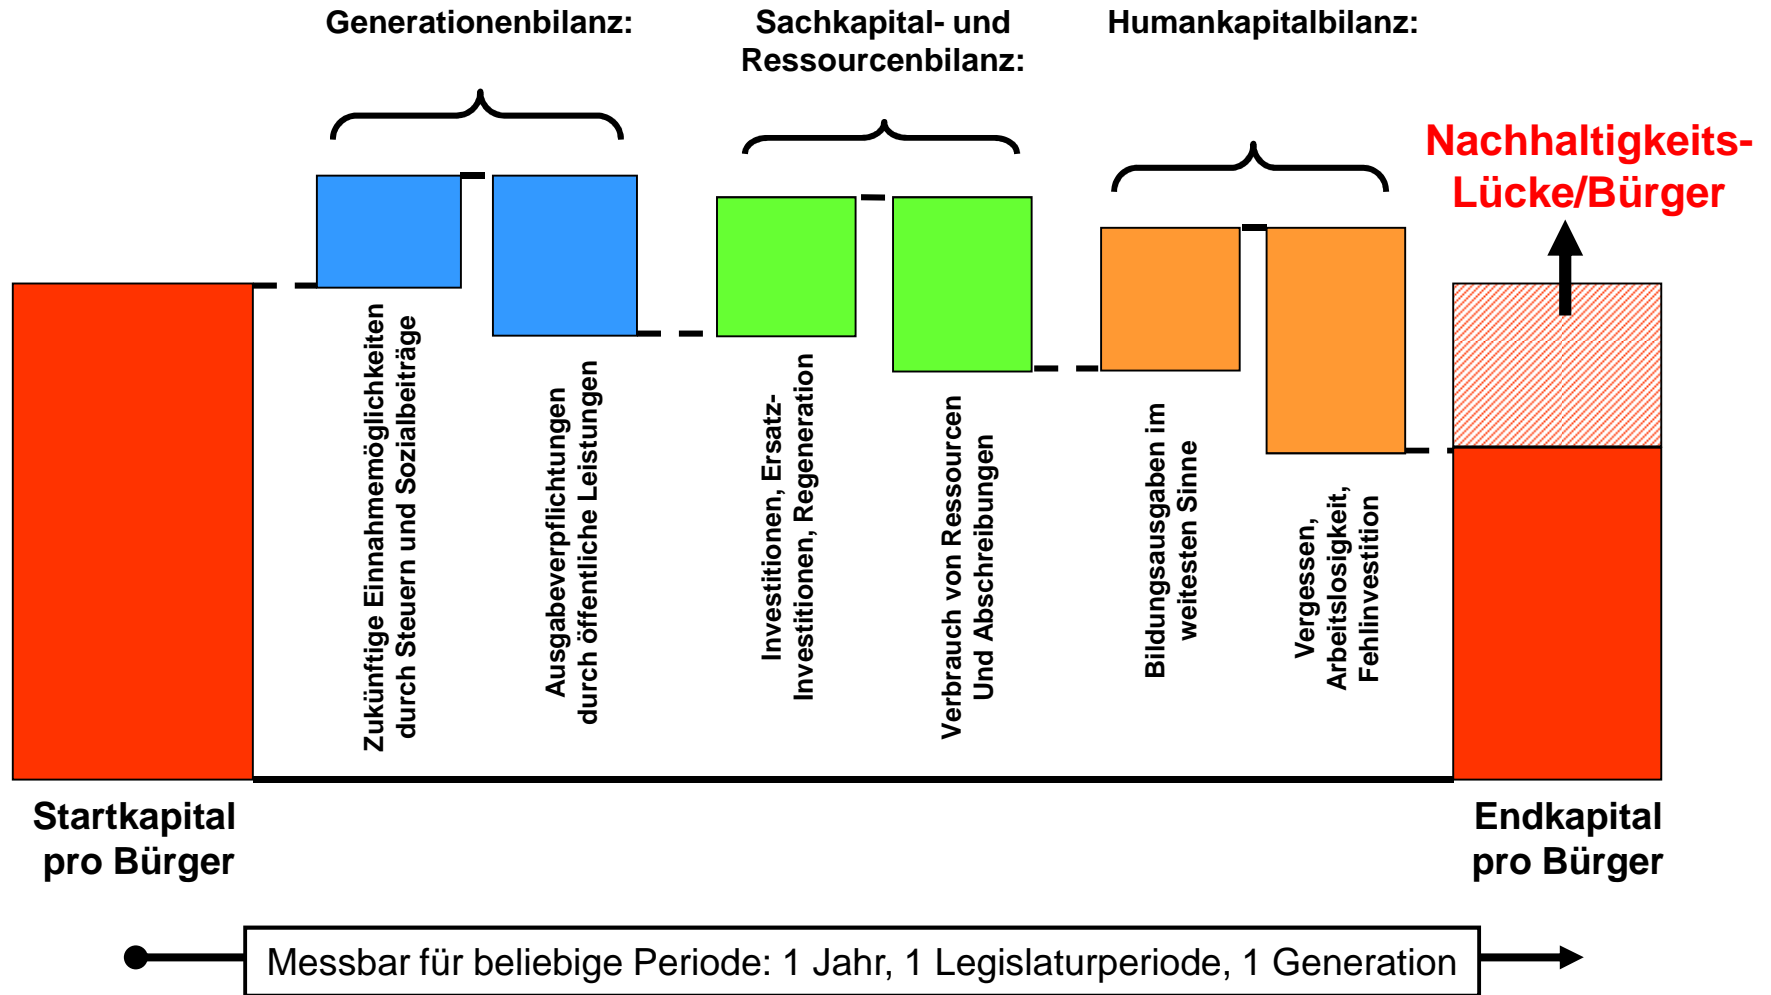 Generationenbilanz:
Sachkapital- und
Ressourcenbilanz:
Humankapitalbilanz:
Nachhaltigkeits-
Lücke/Bürger
Zukünftige Einnahmemöglichkeiten
durch Steuern und Sozialbeiträge
Ausgabeverpflichtungen
durch öffentliche Leistungen
Investitionen, Ersatz-
Investitionen, Regeneration
Verbrauch von Ressourcen
Und Abschreibungen
Bildungsausgaben im
weitesten Sinne
Vergessen,
Arbeitslosigkeit,
Fehlinvestition
Startkapital
pro Bürger
Endkapital
pro Bürger
Messbar für beliebige Periode: 1 Jahr, 1 Legislaturperiode, 1 Generation